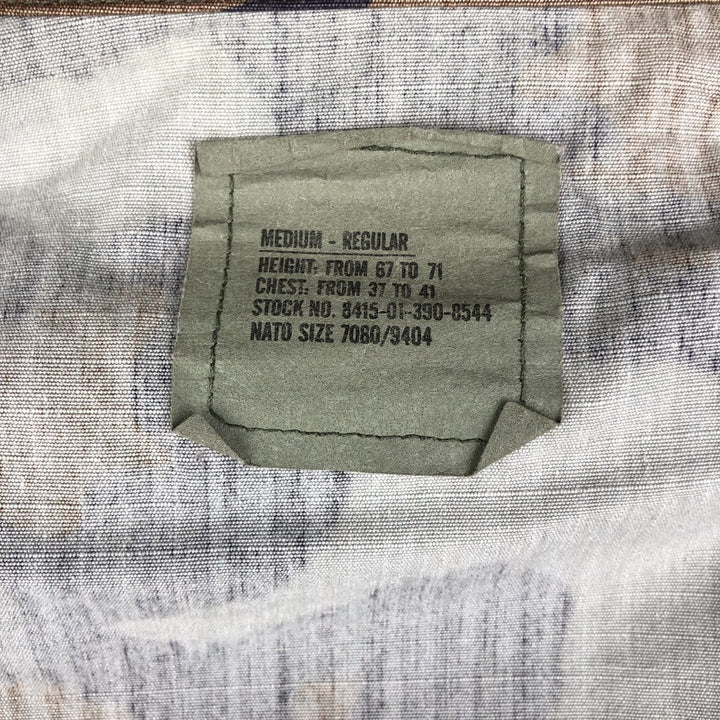 MEDIUM - REGULAR
HEIGHT: FROM 67 TO 71
CHEST: FROM 37 TO 41
STOCK NO. 8415-01-390-8544
NATO SIZE 7080/9404